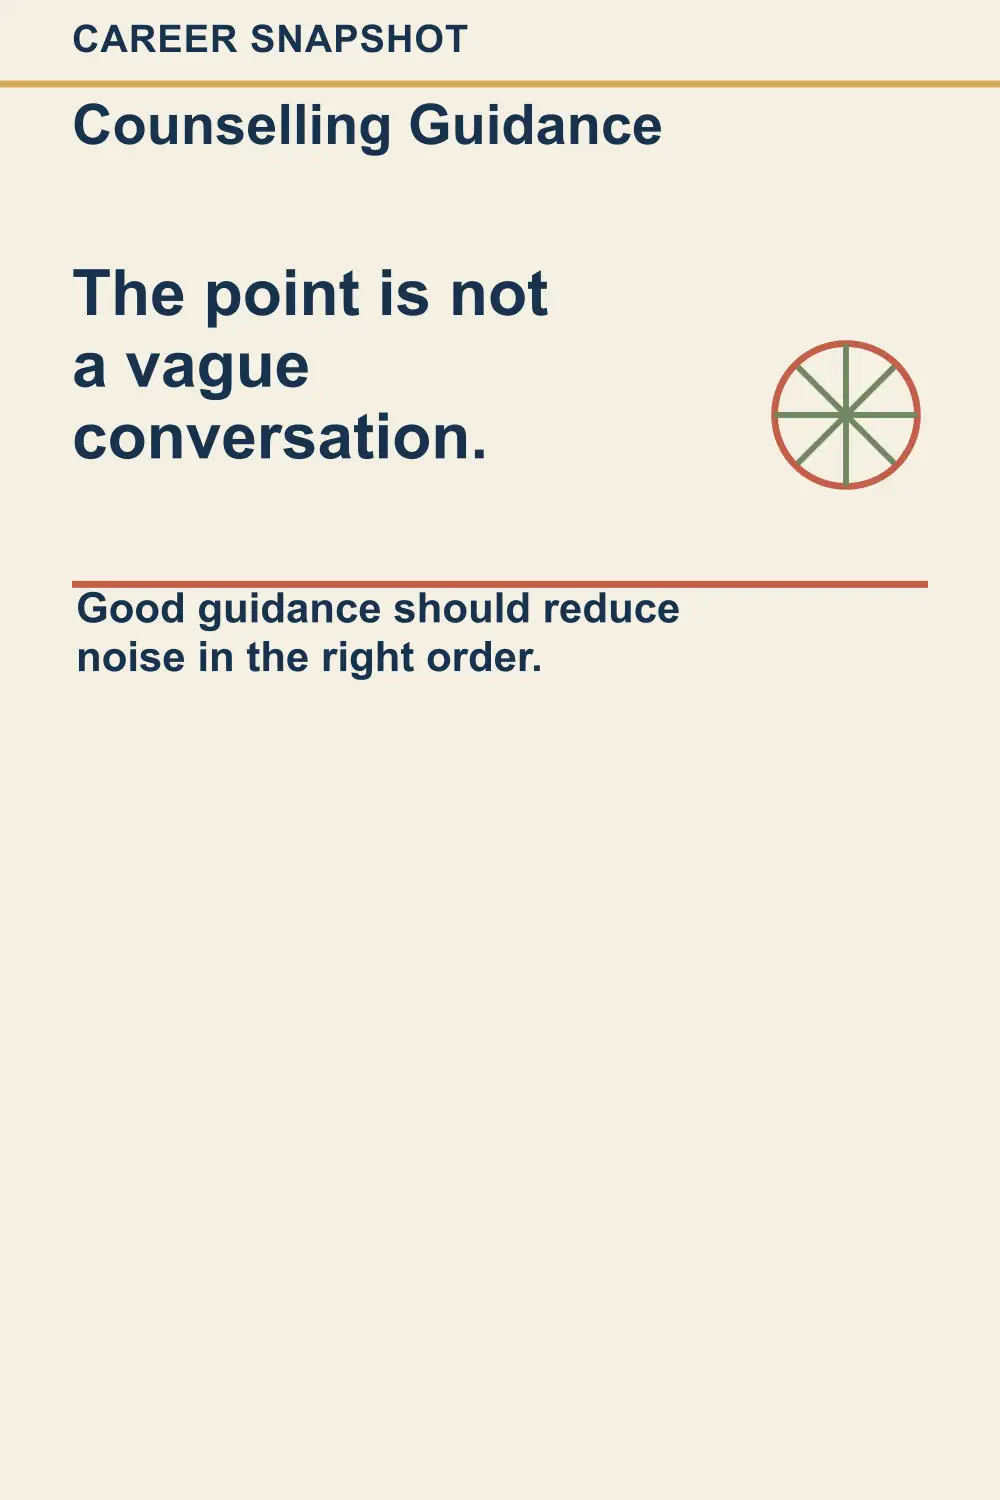 CAREER SNAPSHOT
Counselling Guidance
The point is not
a vague
conversation.
Good guidance should reduce
noise in the right order.